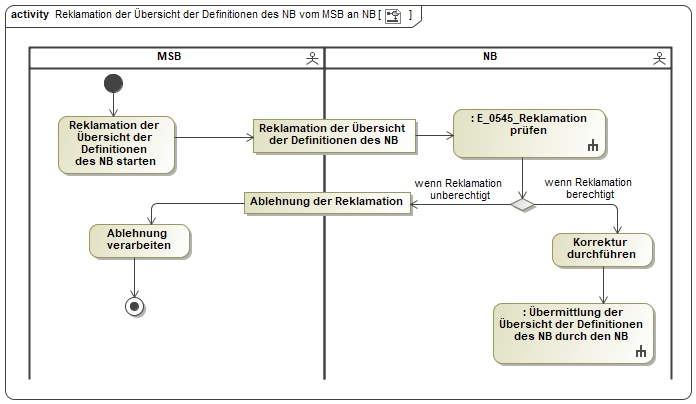 activity Reklamation der Übersicht der Definitionen des NB vom MSB an NB [ ]
MSB
NB
Reklamation der
Übersicht der
Definitionen
des NB starten
Reklamation der Übersicht
der Definitionen des NB
: E_0545_Reklamation
prüfen
wenn Reklamation
unberechtigt
wenn Reklamation
berechtigt
Ablehnung der Reklamation
Ablehnung
verarbeiten
Korrektur
durchführen
: Übermittlung der
Übersicht der Definitionen
des NB durch den NB